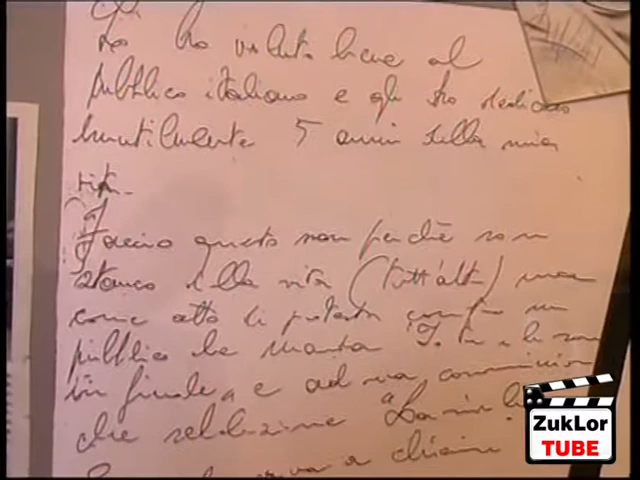 Io ho voluto bene al
pubblico italiano e gli ho dedicato
inutilmente 5 anni della mia
vita.
Faccio questo non perché sono
stanco della vita (tutt'altro) ma
come atto di protesta contro un
pubblico che manda "Io tu e le rose
in finale, e ad una commissione
che seleziona "La
serva a chiarire
ZukLor
TUBE